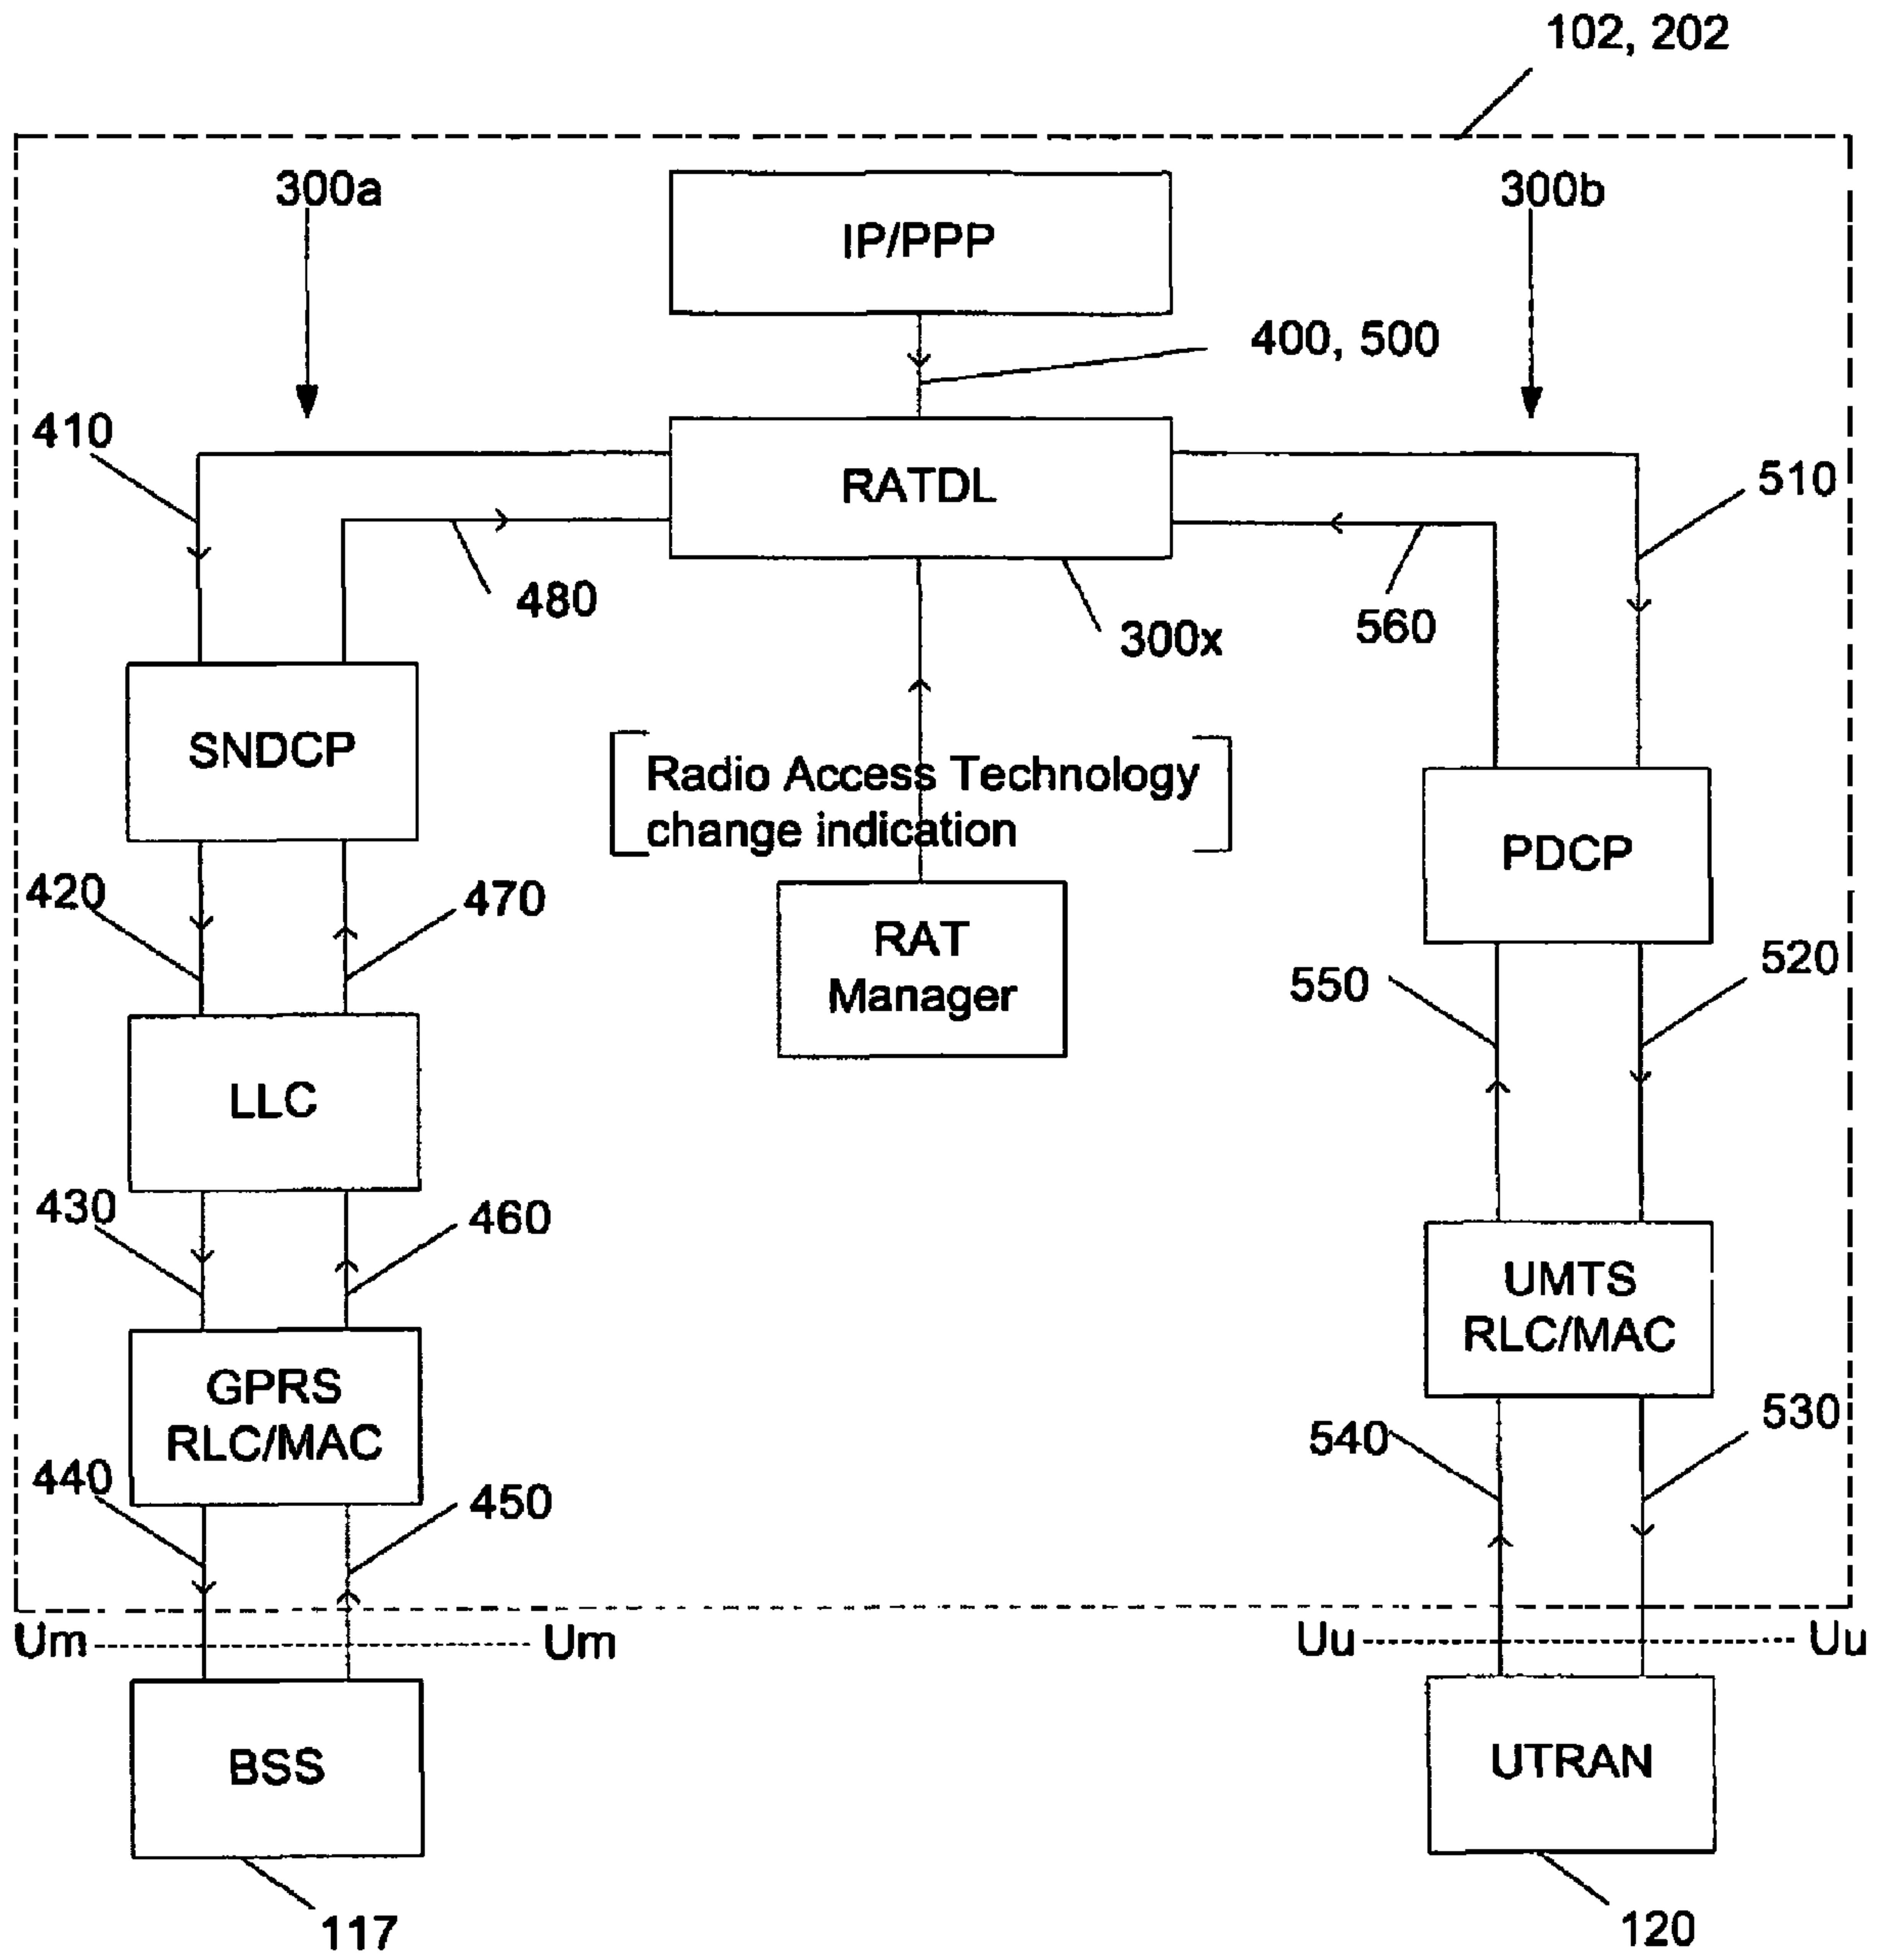 102, 202
300a
300b
IP/PPP
400, 500
410
RATDL
510
480
560
300x
SNDCP
Radio Access Technology
change indication
PDCP
420
470
RAT
Manager
550
520
LLC
430
460
UMTS
RLC/MAC
GPRS
RLC/MAC
540
530
440
450
Um
Um
Uu
Uu
BSS
UTRAN
117
120